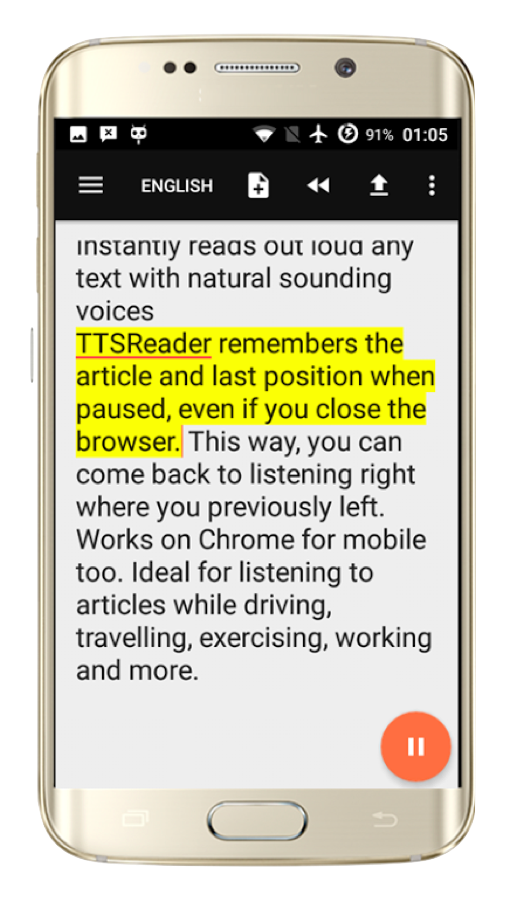 91% 01:05
ENGLISH
Instantly reads out loud any
text with natural sounding
voices
TTSReader remembers the
article and last position when
paused, even if you close the
browser. This way, you can
come back to listening right
where you previously left.
Works on Chrome for mobile
too. Ideal for listening to
articles while driving,
travelling, exercising, working
and more.